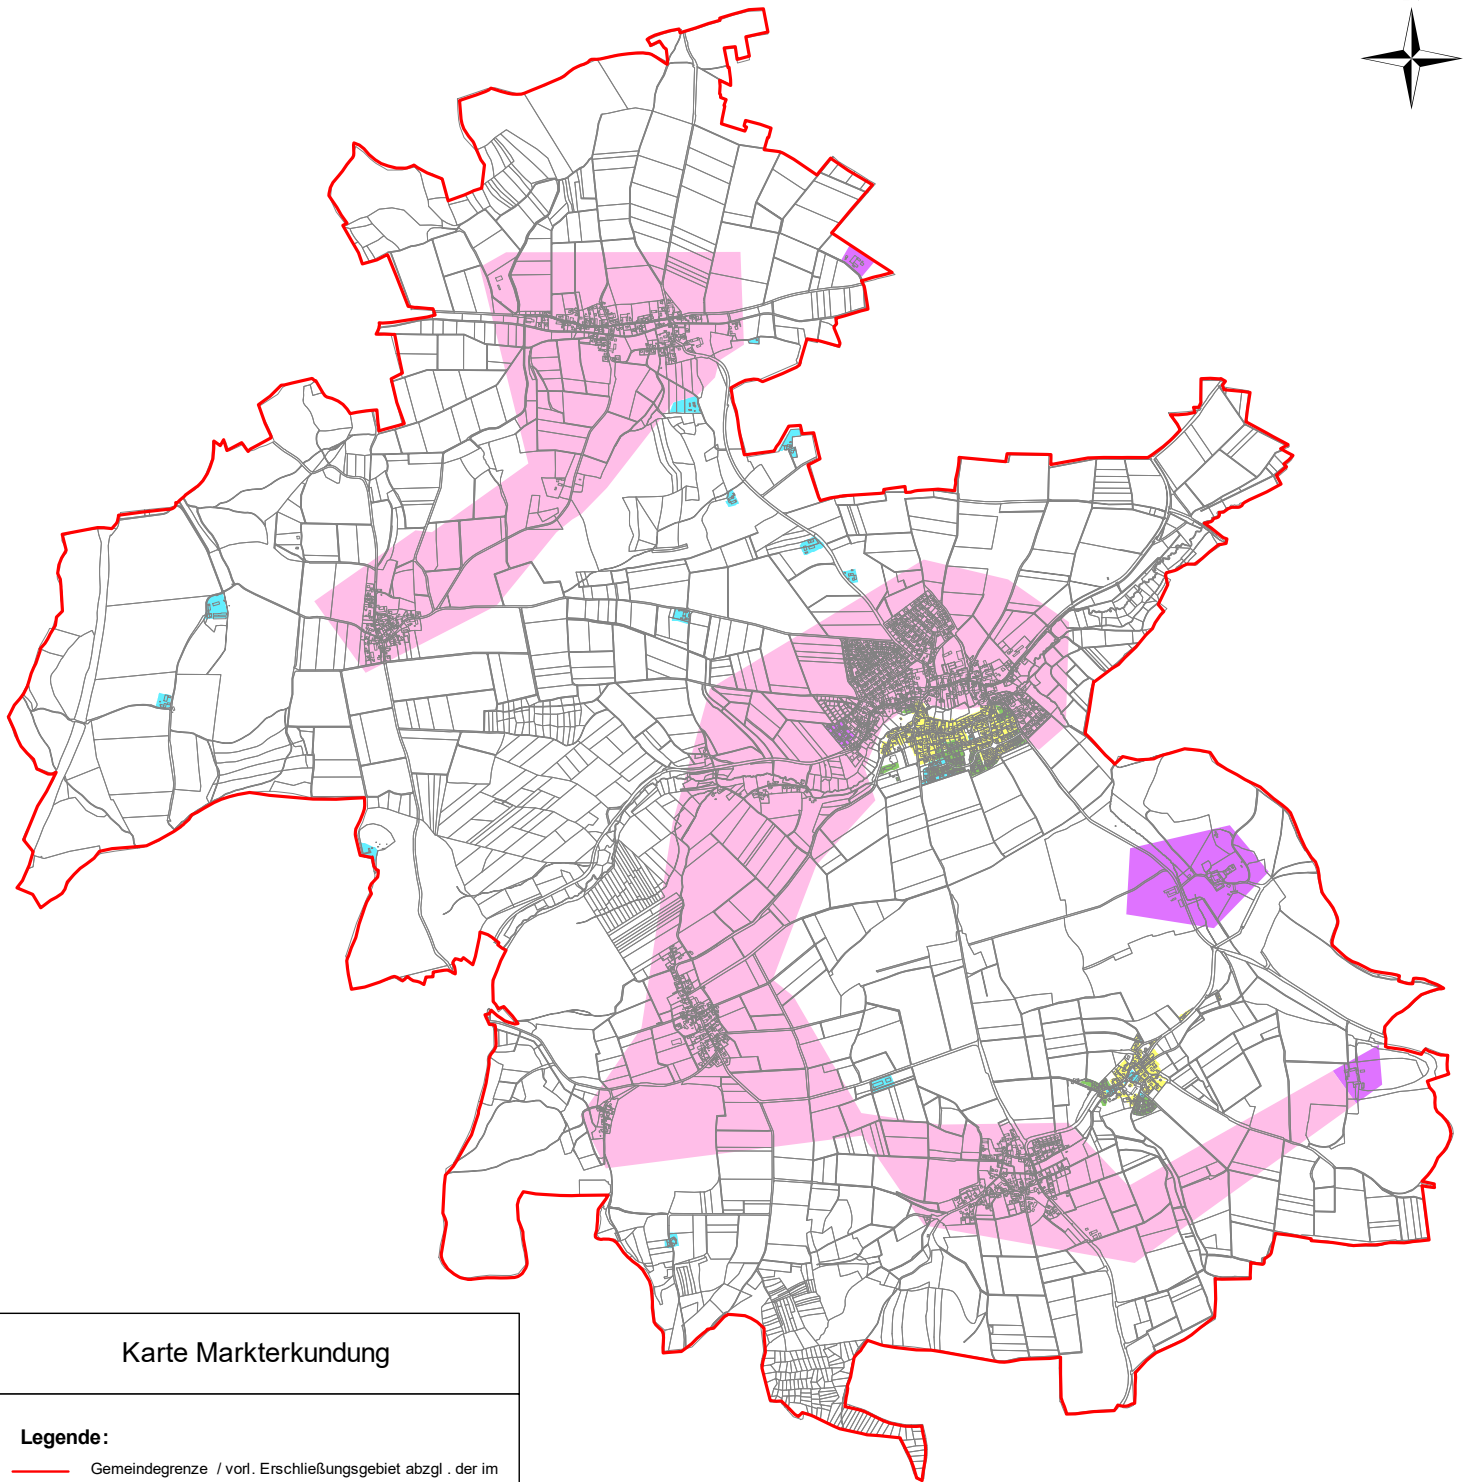 Karte Markterkundung
Legende:
Gemeindegrenze / vorl. Erschließungsgebiet abzgl. der im